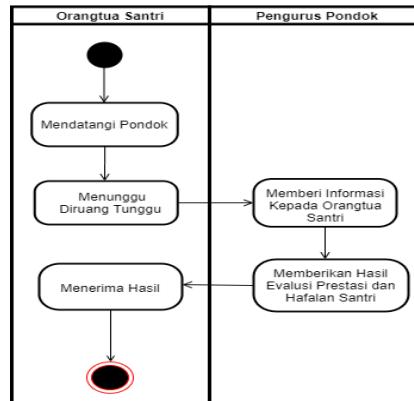 Orangtua Santri
Pengurus Pondok
Mendatangi Pondok
Menunggu
Diruang Tunggu
Memberi Informasi
Kepada Orangtua
Santri
Memberikan Hasil
Evalusi Prestasi dan
Hafalan Santri
Menerima Hasil